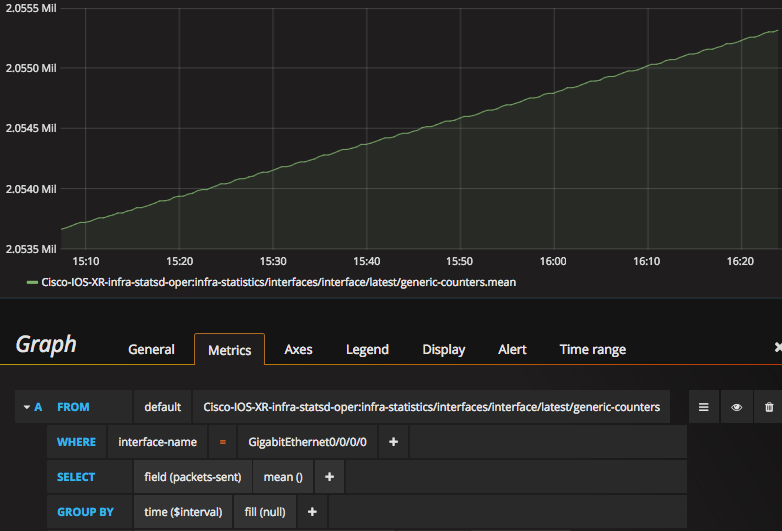 2.0555 Mil
2.0550 Mil
2.0545 Mil
2.0540 Mil
2.0535 Mil
15:10 15:20 15:30 15:40 15:50 16:00 16:10 16:20
Cisco-IOS-XR-infra-statsd-oper:infra-statistics/interfaces/interface/latest/generic-counters.mean
Graph General Metrics Axes Legend Display Alert Time range
A FROM default Cisco-IOS-XR-infra-statsd-oper:infra-statistics/interfaces/interface/latest/generic-counters
WHERE interface-name = GigabitEthernet0/0/0/0 +
SELECT field (packets-sent) mean () +
GROUP BY time ($interval) fill (null) +